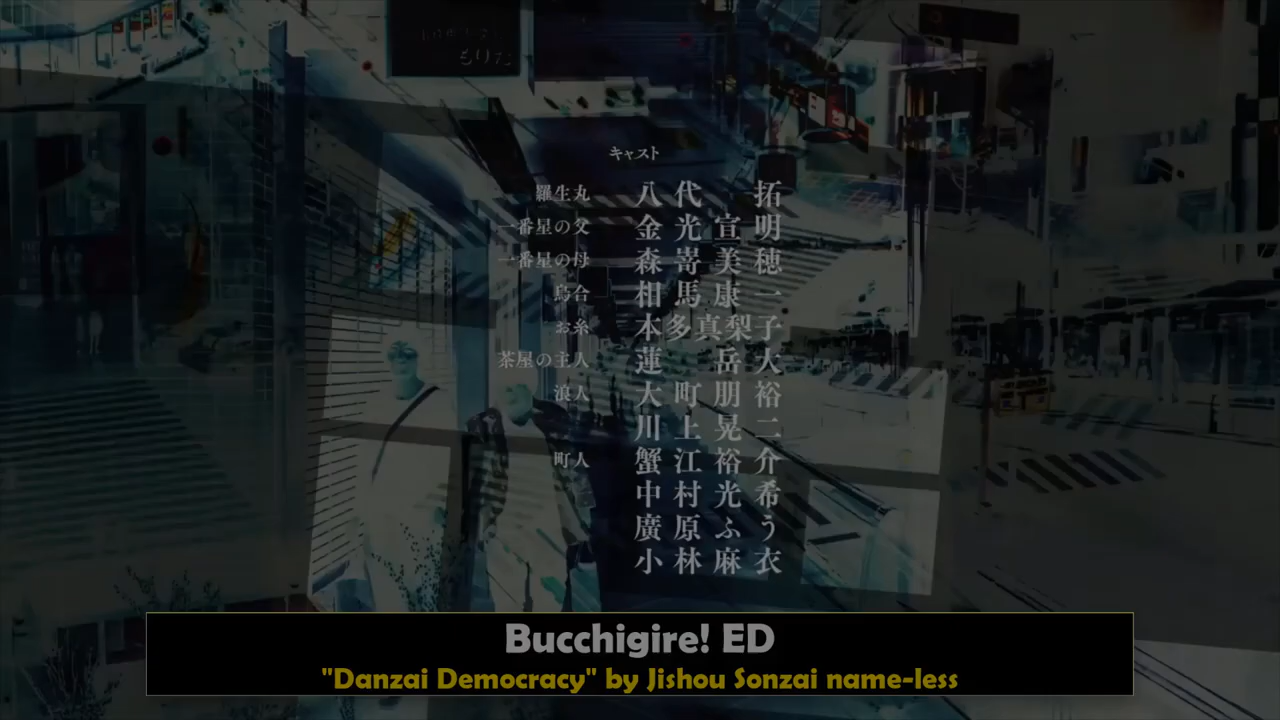 もりた
キャスト
羅生丸 八代 拓
一番星の父 金光宣明
一番星の母 森嵜美穂
烏合 相馬康一
お糸 本多真梨子
茶屋の主人 蓮 岳大
浪人 大町朋裕
川上晃二
町人 蟹江裕介
中村光希
廣原ふう
小林麻衣
Bucchigire! ED
"Danzai Democracy" by Jishou Sonzai name-less